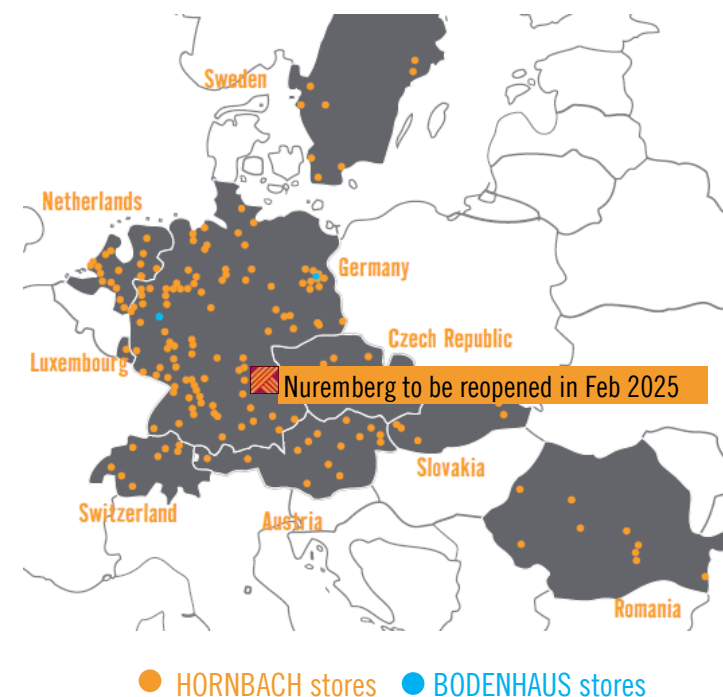 Sweden
Netherlands
Germany
Czech Republic
Luxembourg
Nuremberg to be reopened in Feb 2025
Slovakia
Switzerland
Austria
Romania
HORNBACH stores
BODENHAUS stores